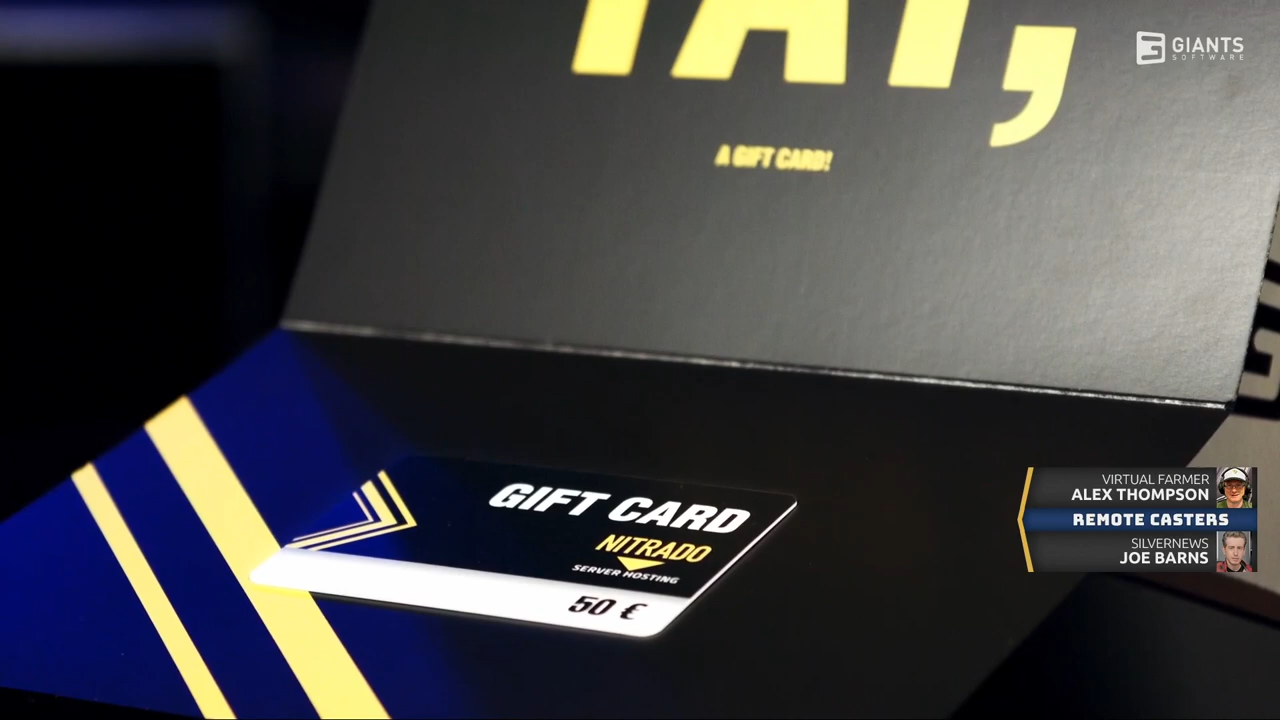 GIANTS
SOFTWARE
A GIFT CARD!
GIFT CARD
NITRADO
SERVER HOSTING
50 €
VIRTUAL FARMER
ALEX THOMPSON
REMOTE CASTERS
SILVERNEWS
JOE BARNS